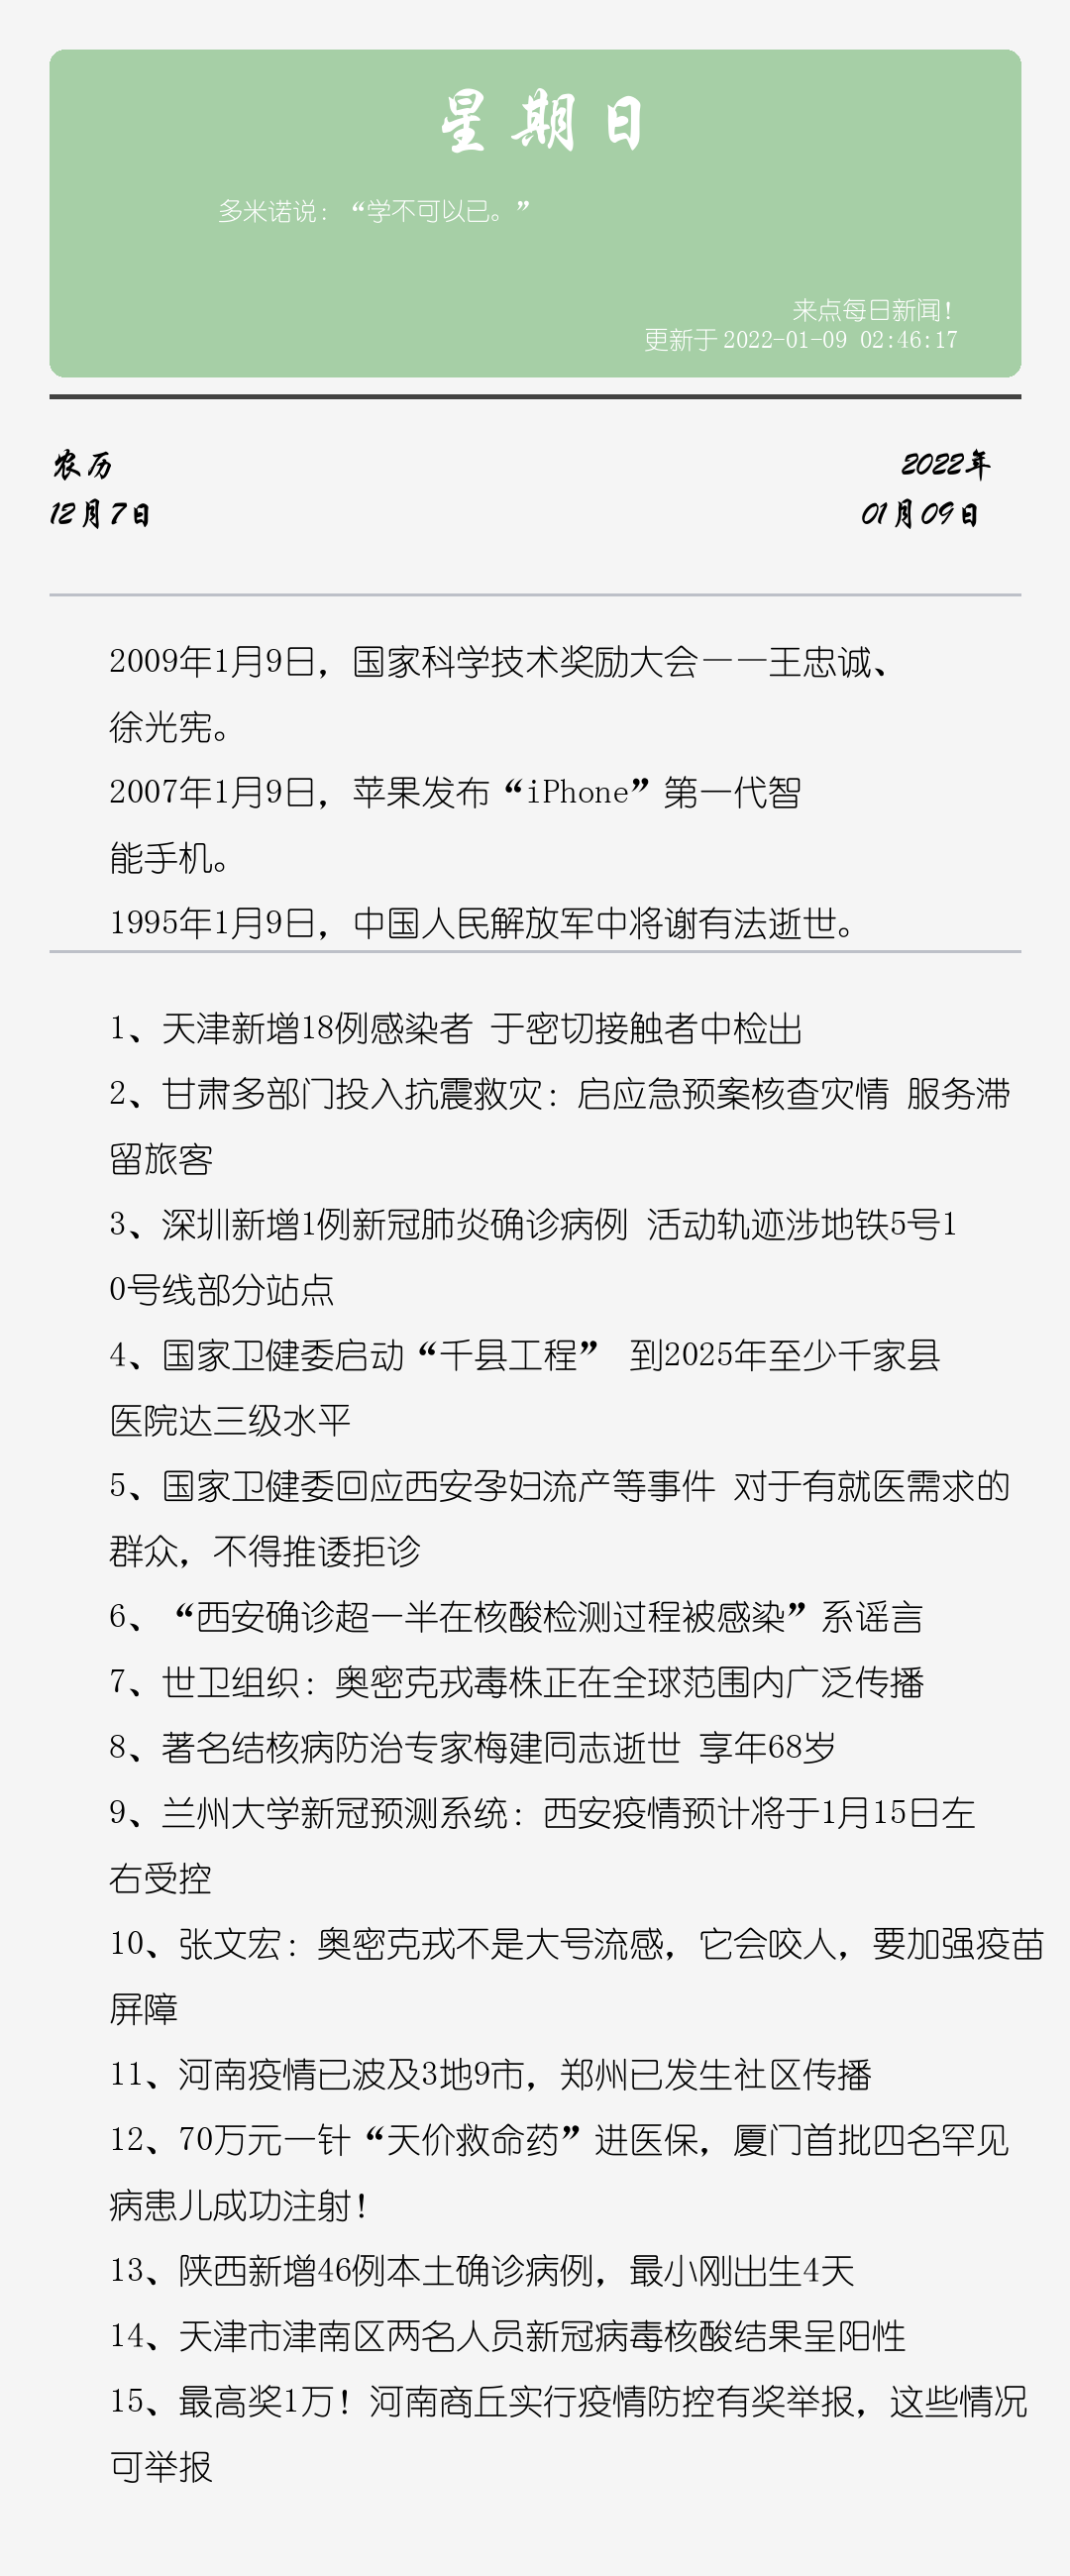 星期日
多米诺说：“学不可以已。”
来点每日新闻！
更新于 2022-01-09 02:46:17
农历
2022年
12月7日
01月09日
2009年1月9日，国家科学技术奖励大会——王忠诚、
徐光宪。
2007年1月9日，苹果发布“iPhone”第一代智
能手机。
1995年1月9日，中国人民解放军中将谢有法逝世。
1、天津新增18例感染者 于密切接触者中检出
2、甘肃多部门投入抗震救灾：启应急预案核查灾情 服务滞
留旅客
3、深圳新增1例新冠肺炎确诊病例 活动轨迹涉地铁5号1
0号线部分站点
4、国家卫健委启动“千县工程” 到2025年至少千家县
医院达三级水平
5、国家卫健委回应西安孕妇流产等事件 对于有就医需求的
群众，不得推诿拒诊
6、“西安确诊超一半在核酸检测过程被感染”系谣言
7、世卫组织：奥密克戎毒株正在全球范围内广泛传播
8、著名结核病防治专家梅建同志逝世 享年68岁
9、兰州大学新冠预测系统：西安疫情预计将于1月15日左
右受控
10、张文宏：奥密克戎不是大号流感，它会咬人，要加强疫苗
屏障
11、河南疫情已波及3地9市，郑州已发生社区传播
12、70万元一针“天价救命药”进医保，厦门首批四名罕见
病患儿成功注射！
13、陕西新增46例本土确诊病例，最小刚出生4天
14、天津市津南区两名人员新冠病毒核酸结果呈阳性
15、最高奖1万！河南商丘实行疫情防控有奖举报，这些情况
可举报